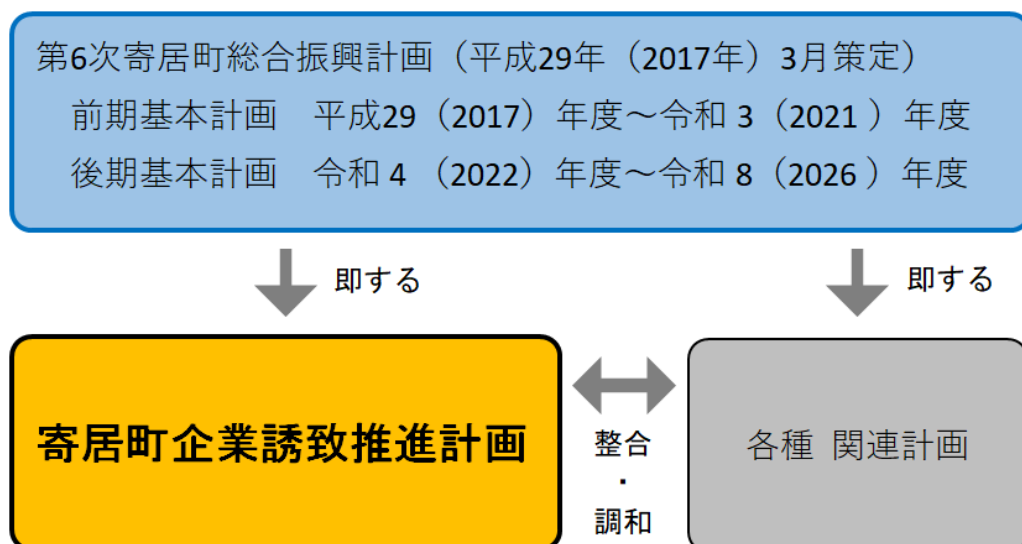 第6次寄居町総合振興計画（平成29年（2017年）3月策定）
前期基本計画　平成29（2017）年度～令和３（2021）年度
後期基本計画　令和４（2022）年度～令和８（2026）年度
即する
即する
寄居町企業誘致推進計画
整合
・
調和
各種 関連計画